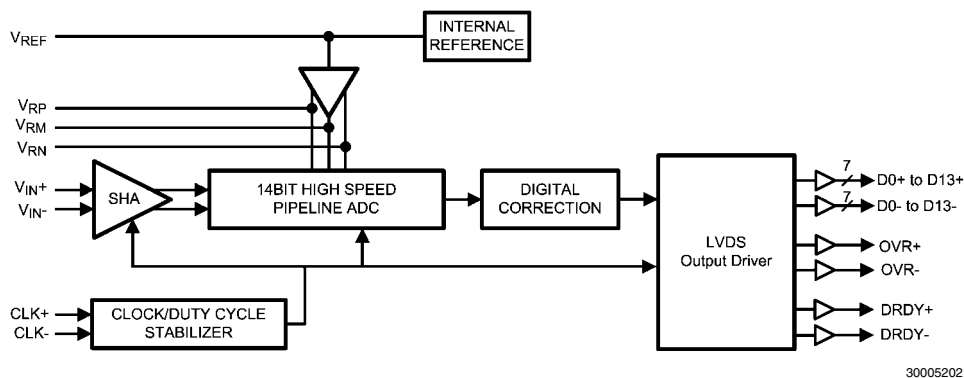 INTERNAL
REFERENCE
VREF
VRP
VRM
VRN
VIN+
VIN-
SHA
14BIT HIGH SPEED
PIPELINE ADC
DIGITAL
CORRECTION
LVDS
Output Driver
7
D0+ to D13+
7
D0- to D13-
OVR+
OVR-
DRDY+
DRDY-
CLK+
CLK-
CLOCK/DUTY CYCLE
STABILIZER
30005202